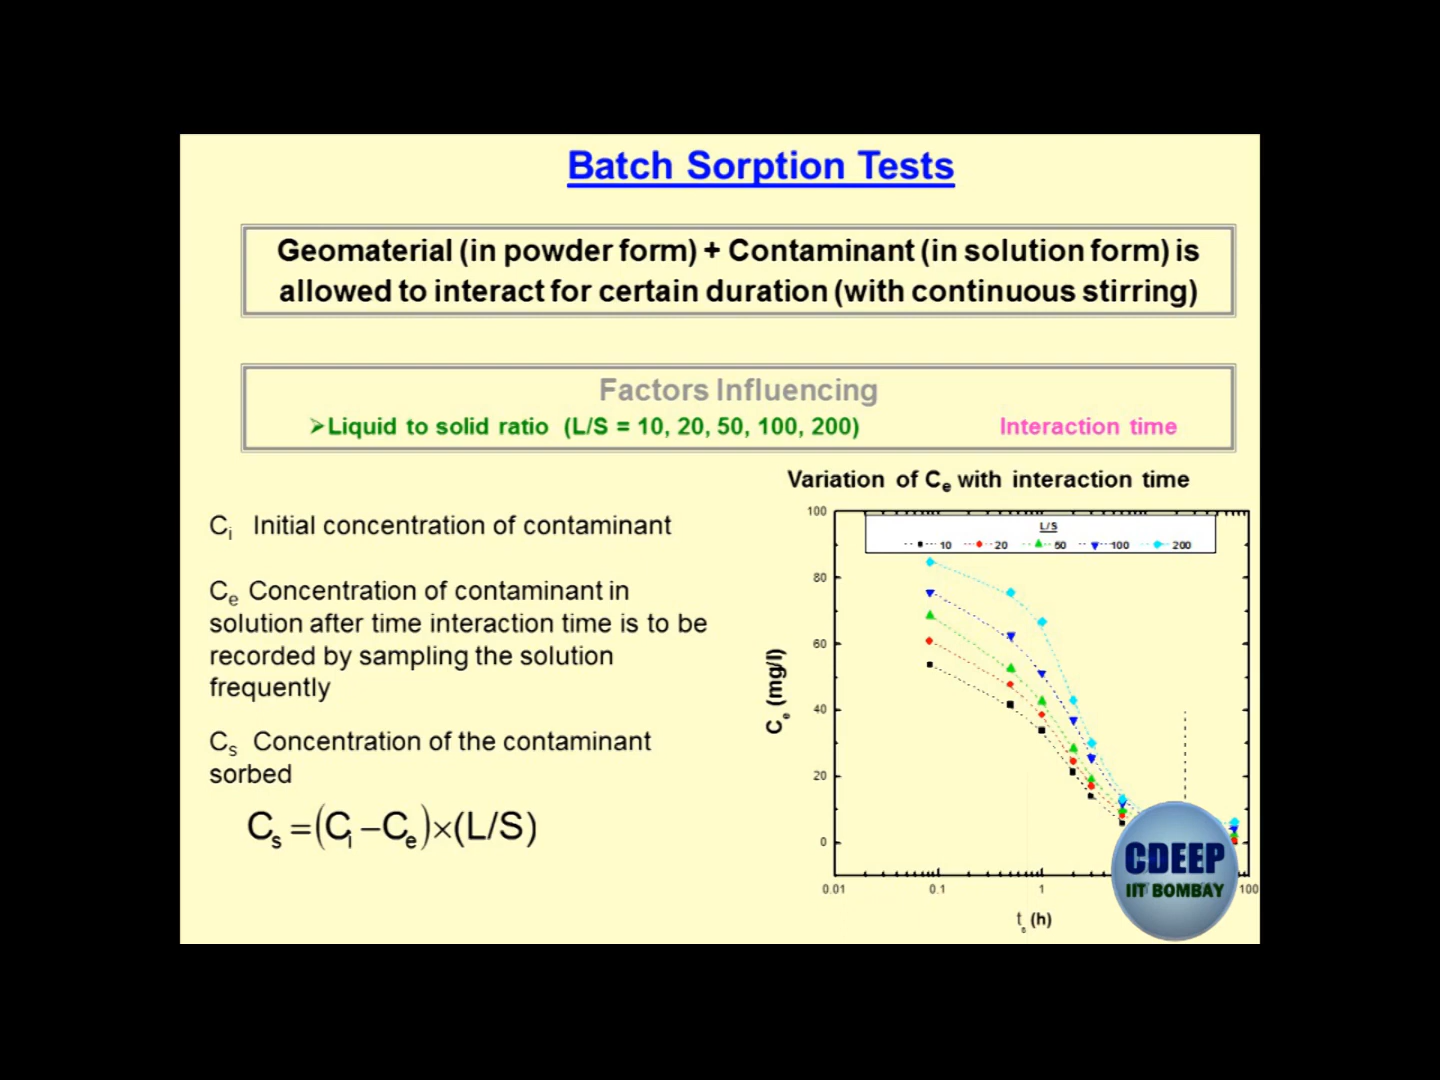 Batch Sorption Tests
Geomaterial (in powder form) + Contaminant (in solution form) is
allowed to interact for certain duration (with continuous stirring)
Factors Influencing
➢Liquid to solid ratio (L/S = 10, 20, 50, 100, 200) Interaction time
Variation of Ce with interaction time
Ci Initial concentration of contaminant
Ce Concentration of contaminant in
solution after time interaction time is to be
recorded by sampling the solution
frequently
Cs Concentration of the contaminant
sorbed
Cs =(Ci −Ce)×(L/S)
L/S
10 20 50 100 200
100
80
60
40
20
0
Ce (mg/l)
0.01 0.1 1 100
ts (h)
CDEEP
IIT BOMBAY